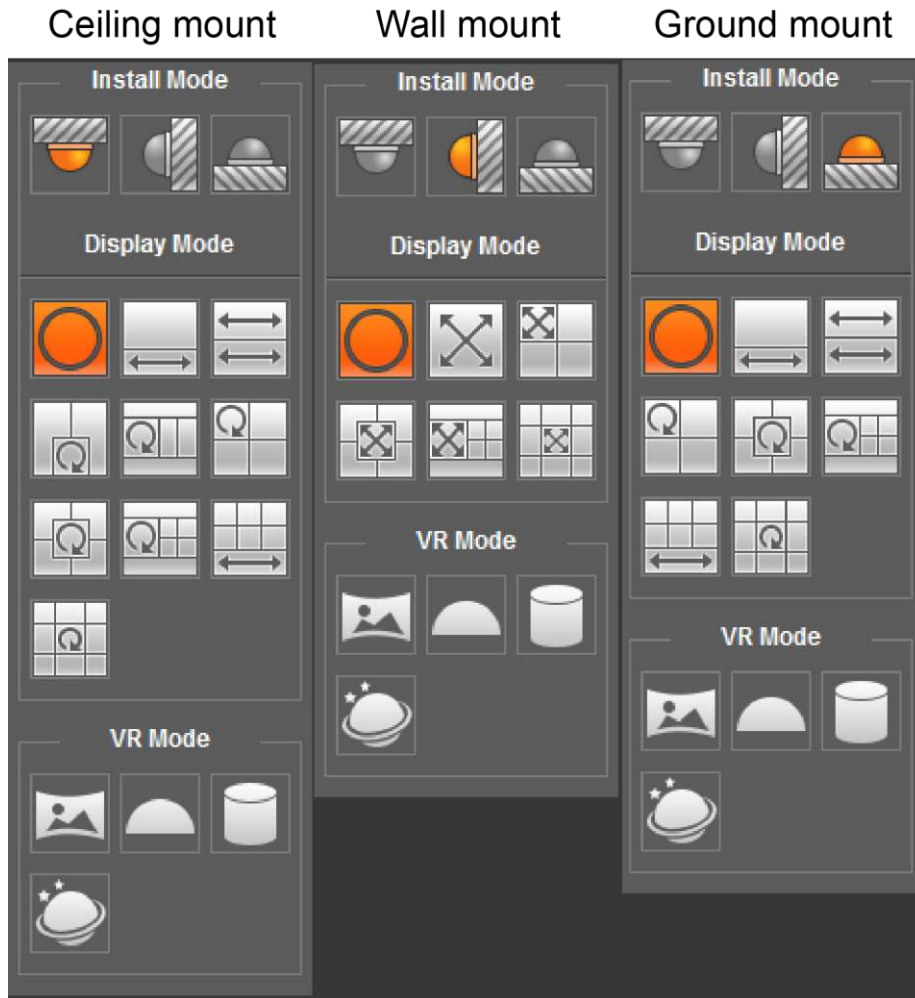 Ceiling mount
Wall mount
Ground mount
Install Mode
Install Mode
Install Mode
Display Mode
Display Mode
Display Mode
VR Mode
VR Mode
VR Mode